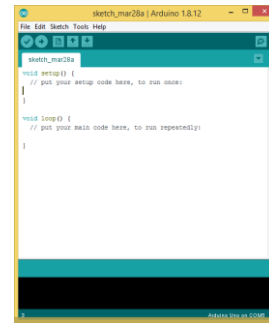 sketch_mar28a | Arduino 1.8.12
File Edit Sketch Tools Help
sketch_mar28a
void setup() {
// put your setup code here, to run once:
}
void loop() {
// put your main code here, to run repeatedly:
}
3
Arduino Uno on COM8